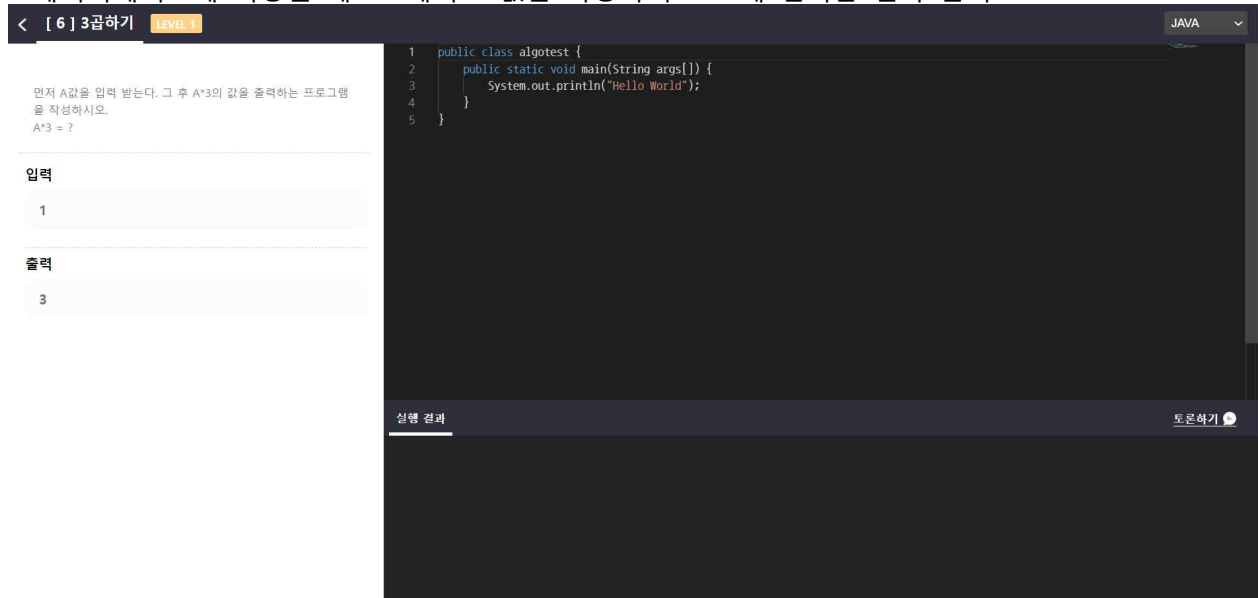 [ 6 ] 3곱하기 LEVEL 1
JAVA
먼저 A값을 입력 받는다. 그 후 A*3의 값을 출력하는 프로그램
을 작성하시오.
A*3 = ?
입력
1
출력
3
1 public class algotest {
2 public static void main(String args[]) {
3 System.out.println("Hello World");
4 }
5 }
실행 결과
토론하기